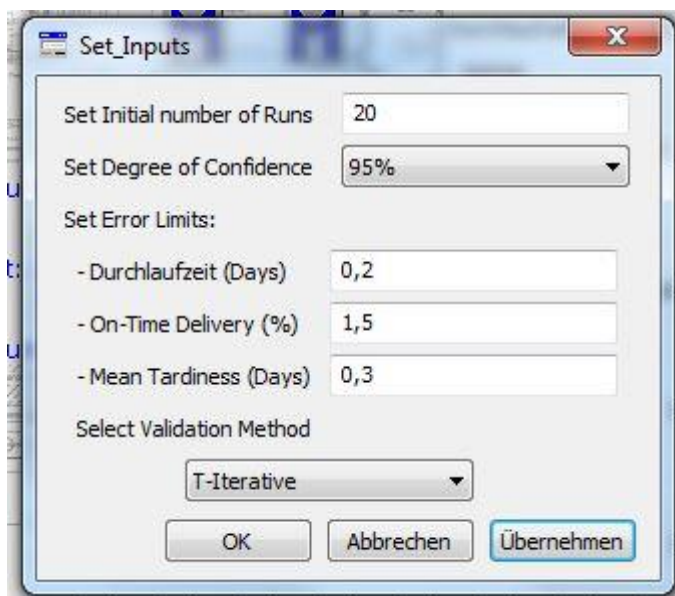 Set_Inputs
Set Initial number of Runs 20
Set Degree of Confidence 95%
Set Error Limits:
- Durchlaufzeit (Days) 0,2
- On-Time Delivery (%) 1,5
- Mean Tardiness (Days) 0,3
Select Validation Method
T-Iterative
OK Abbrechen Übernehmen